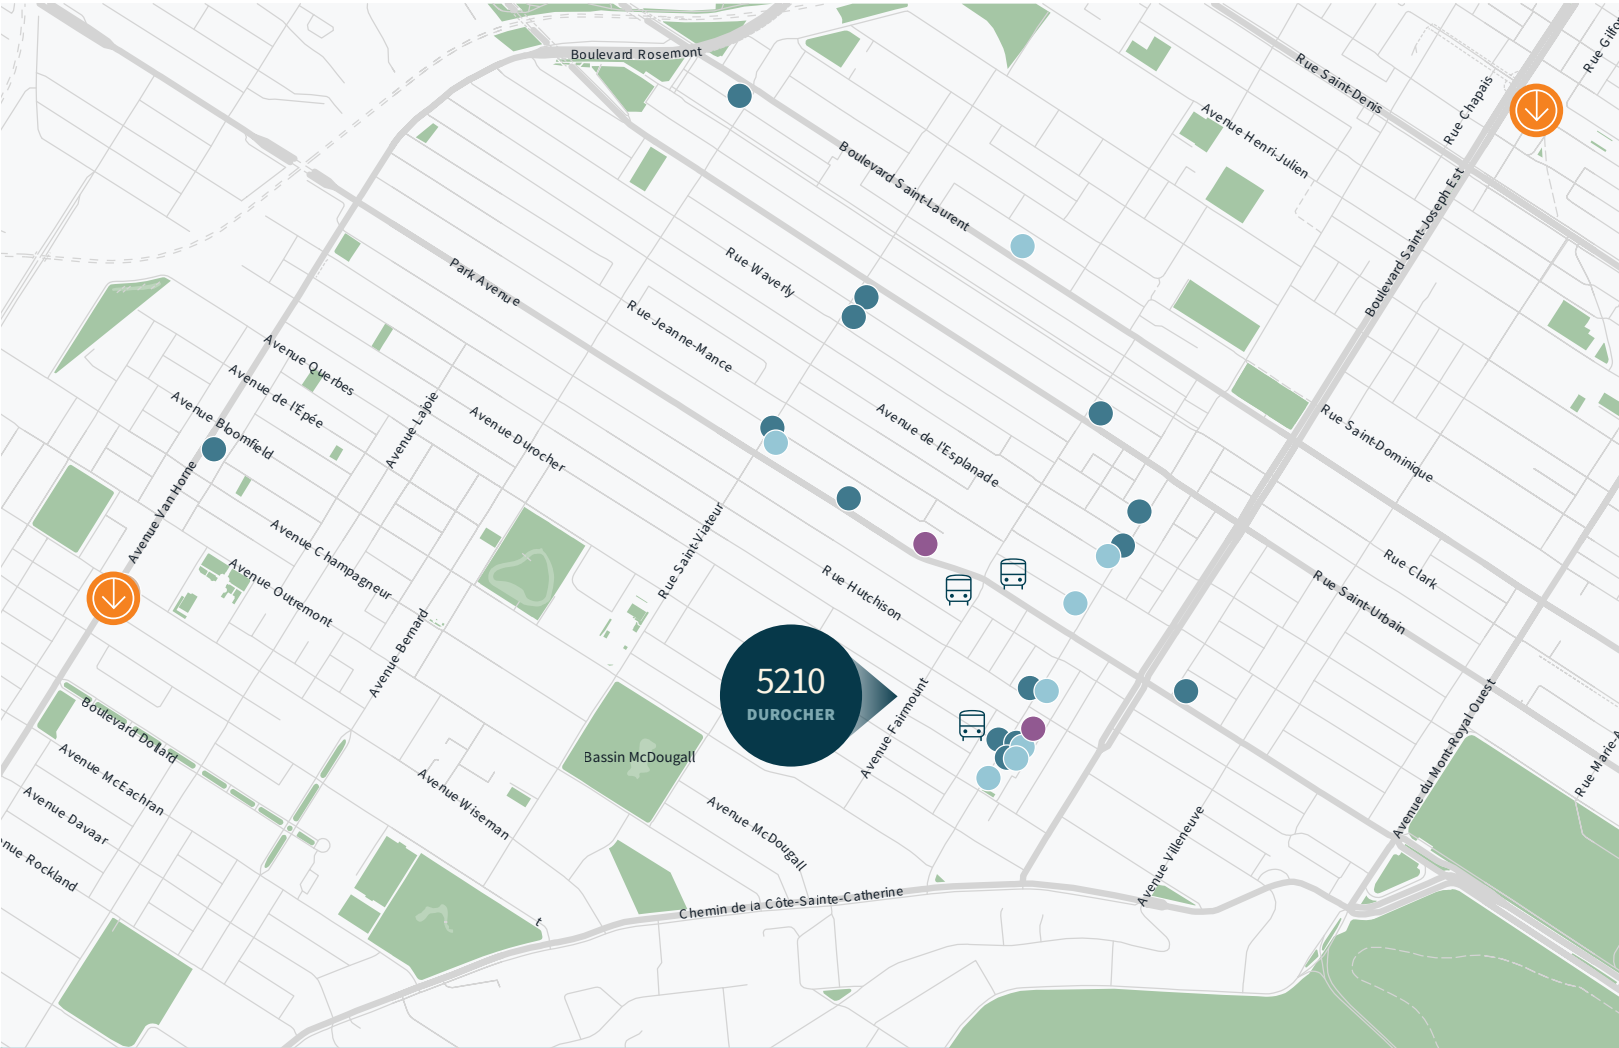 Boulevard Rosemont
Rue Saint-Denis
Rue Chapais
Avenue Henri-Julien
Boulevard Saint-Laurent
Boulevard Saint-Joseph Est
Rue Waverly
Park Avenue
Rue Jeanne-Mance
Avenue Querbes
Avenue de l'Épée
Avenue Bloomfield
Avenue Lajoie
Avenue Durocher
Avenue de l'Esplanade
Rue Saint-Dominique
Avenue Van Horne
Avenue Champagneur
Avenue Outremont
Rue Saint-Viateur
Rue Hutchison
Rue Clark
Rue Saint-Urbain
Avenue Bernard
5210
DUROCHER
Avenue Fairmount
Boulevard Dollard
Bassin McDougall
Avenue McEachran
Avenue Davaar
Rockland
Avenue Wiseman
Avenue McDougall
Avenue Villeneuve
Avenue du Mont-Royal Ouest
Chemin de la Côte-Sainte-Catherine
t